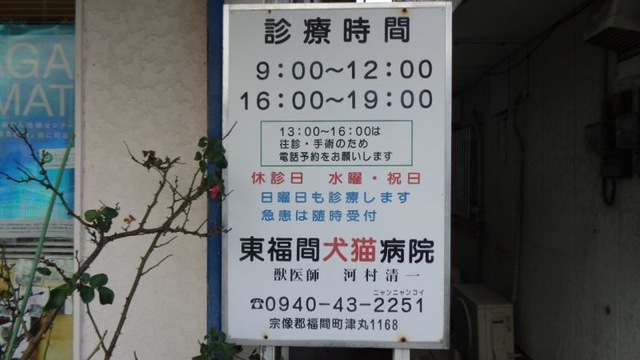 診療時間
9:00〜12:00
16:00〜19:00
13:00〜16:00は
往診・手術のため
電話予約をお願いします
休診日 水曜・祝日
日曜日も診療します
急患は随時受付
東福間犬猫病院
獣医師 河村清一
ニャンニャンコイ
☎0940-43-2251
宗像郡福間町津丸1168
AGA
MAT